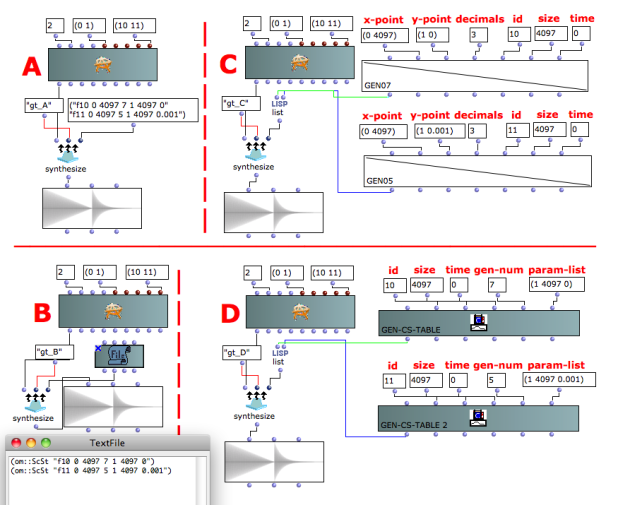 A
2
(0 1)
(10 11)
"gt_A"
("f10 0 4097 7 1 4097 0"
"f11 0 4097 5 1 4097 0.001")
synthesize
C
2
(0 1)
(10 11)
"gt_C"
LISP
list
synthesize
x-point y-point decimals id size time
(0 4097) (1 0) 3 10 4097 0
GEN07
x-point y-point decimals id size time
(0 4097) (1 0.001) 3 11 4097 0
GEN05
B
2
(0 1)
(10 11)
"gt_B"
File
synthesize
TextFile
(om::ScSt "f10 0 4097 7 1 4097 0")
(om::ScSt "f11 0 4097 5 1 4097 0.001")
D
2
(0 1)
(10 11)
"gt_D"
LISP
list
synthesize
id size time gen-num param-list
10 4097 0 7 (1 4097 0)
GEN-CS-TABLE
id size time gen-num param-list
11 4097 0 5 (1 4097 0.001)
GEN-CS-TABLE 2